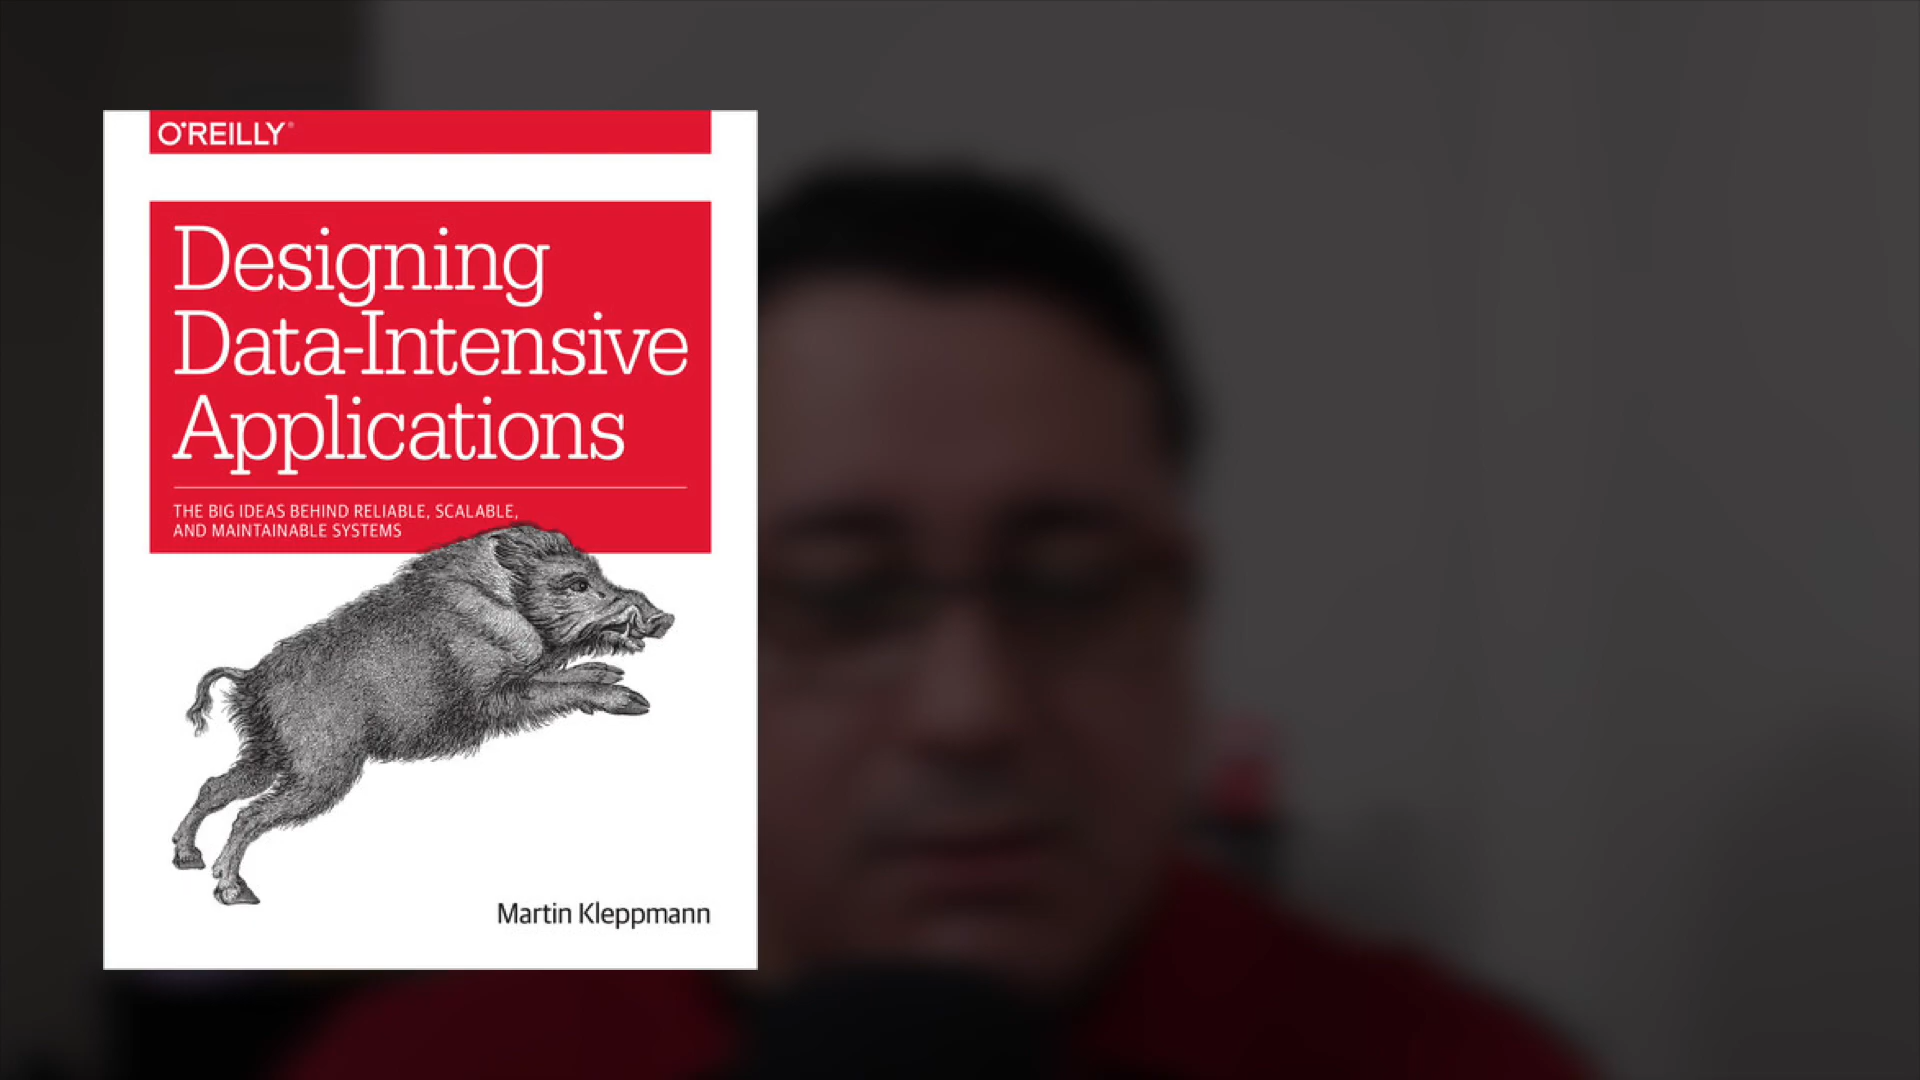 O'REILLY®
Designing
Data-Intensive
Applications
THE BIG IDEAS BEHIND RELIABLE, SCALABLE,
AND MAINTAINABLE SYSTEMS
Martin Kleppmann